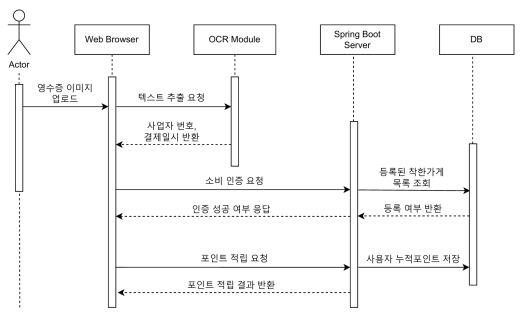 Web Browser
OCR Module
Spring Boot
Server
DB
Actor
영수증 이미지
업로드
텍스트 추출 요청
사업자 번호,
결제일시 반환
소비 인증 요청
등록된 착한가게
목록 조회
인증 성공 여부 응답
등록 여부 반환
포인트 적립 요청
사용자 누적포인트 저장
포인트 적립 결과 반환